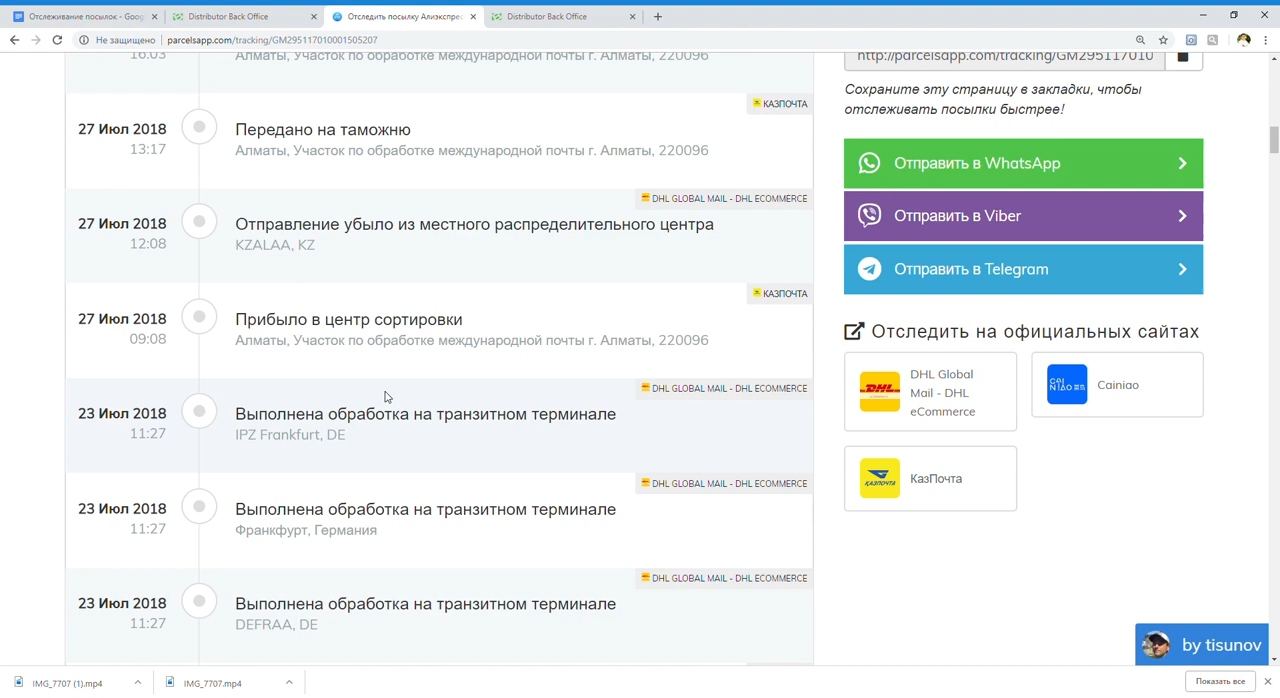 Отслеживание посылок - Goog
Distributor Back Office
Отследить посылку Алиэкспрес
Distributor Back Office
Не защищено
parcelsapp.com/tracking/GM295117010001505207
16:03
Алматы, Участок по обработке международной почты г. Алматы, 220096
КАЗПОЧТА
27 Июл 2018
13:17
Передано на таможню
Алматы, Участок по обработке международной почты г. Алматы, 220096
DHL GLOBAL MAIL - DHL ECOMMERCE
27 Июл 2018
12:08
Отправление убыло из местного распределительного центра
KZALAA, KZ
КАЗПОЧТА
27 Июл 2018
09:08
Прибыло в центр сортировки
Алматы, Участок по обработке международной почты г. Алматы, 220096
DHL GLOBAL MAIL - DHL ECOMMERCE
23 Июл 2018
11:27
Выполнена обработка на транзитном терминале
IPZ Frankfurt, DE
DHL GLOBAL MAIL - DHL ECOMMERCE
23 Июл 2018
11:27
Выполнена обработка на транзитном терминале
Франкфурт, Германия
DHL GLOBAL MAIL - DHL ECOMMERCE
23 Июл 2018
11:27
Выполнена обработка на транзитном терминале
DEFRAA, DE
http://parcelsapp.com/tracking/GM295117010
Сохраните эту страницу в закладки, чтобы
отслеживать посылки быстрее!
Отправить в WhatsApp
Отправить в Viber
Отправить в Telegram
Отследить на официальных сайтах
DHL
DHL Global
Mail - DHL
eCommerce
Cainiao
КАЗПОЧТА
КазПочта
by tisunov
IMG_7707 (1).mp4
IMG_7707.mp4
Показать все